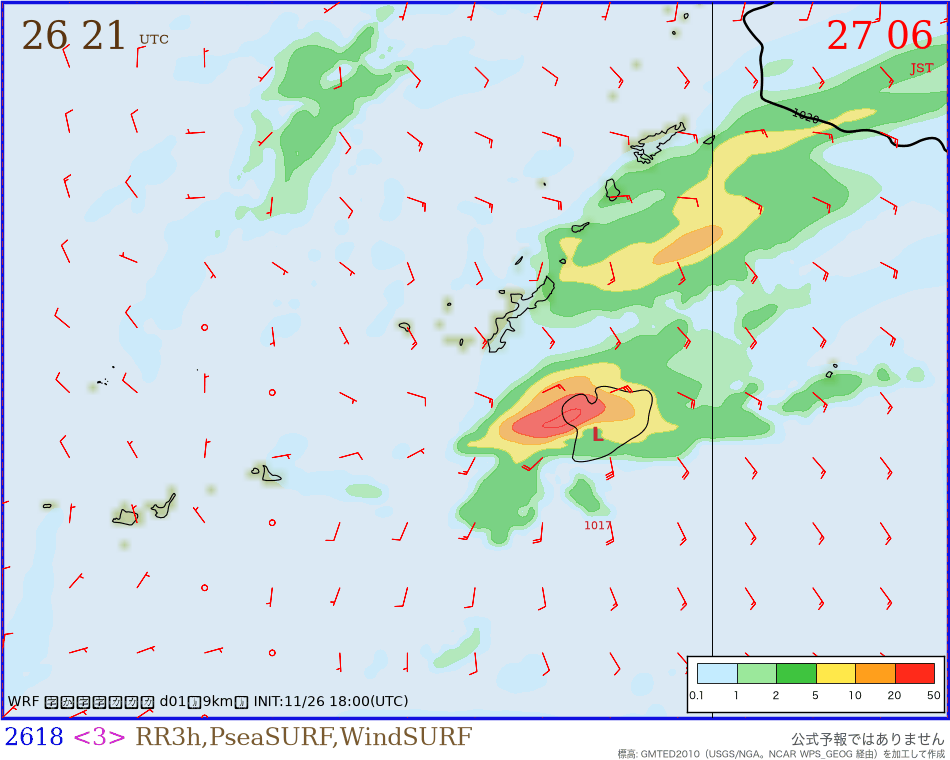 26 21 UTC
27 06
JST
1020
L
1017
0.1 1 2 5 10 20 50
WRF d01 9km INIT:11/26 18:00(UTC)
2618 <3> RR3h,PseaSURF,WindSURF
公式予報ではありません
標高: GMTED2010（USGS/NGA。NCAR WPS_GEOG 経由）を加工して作成